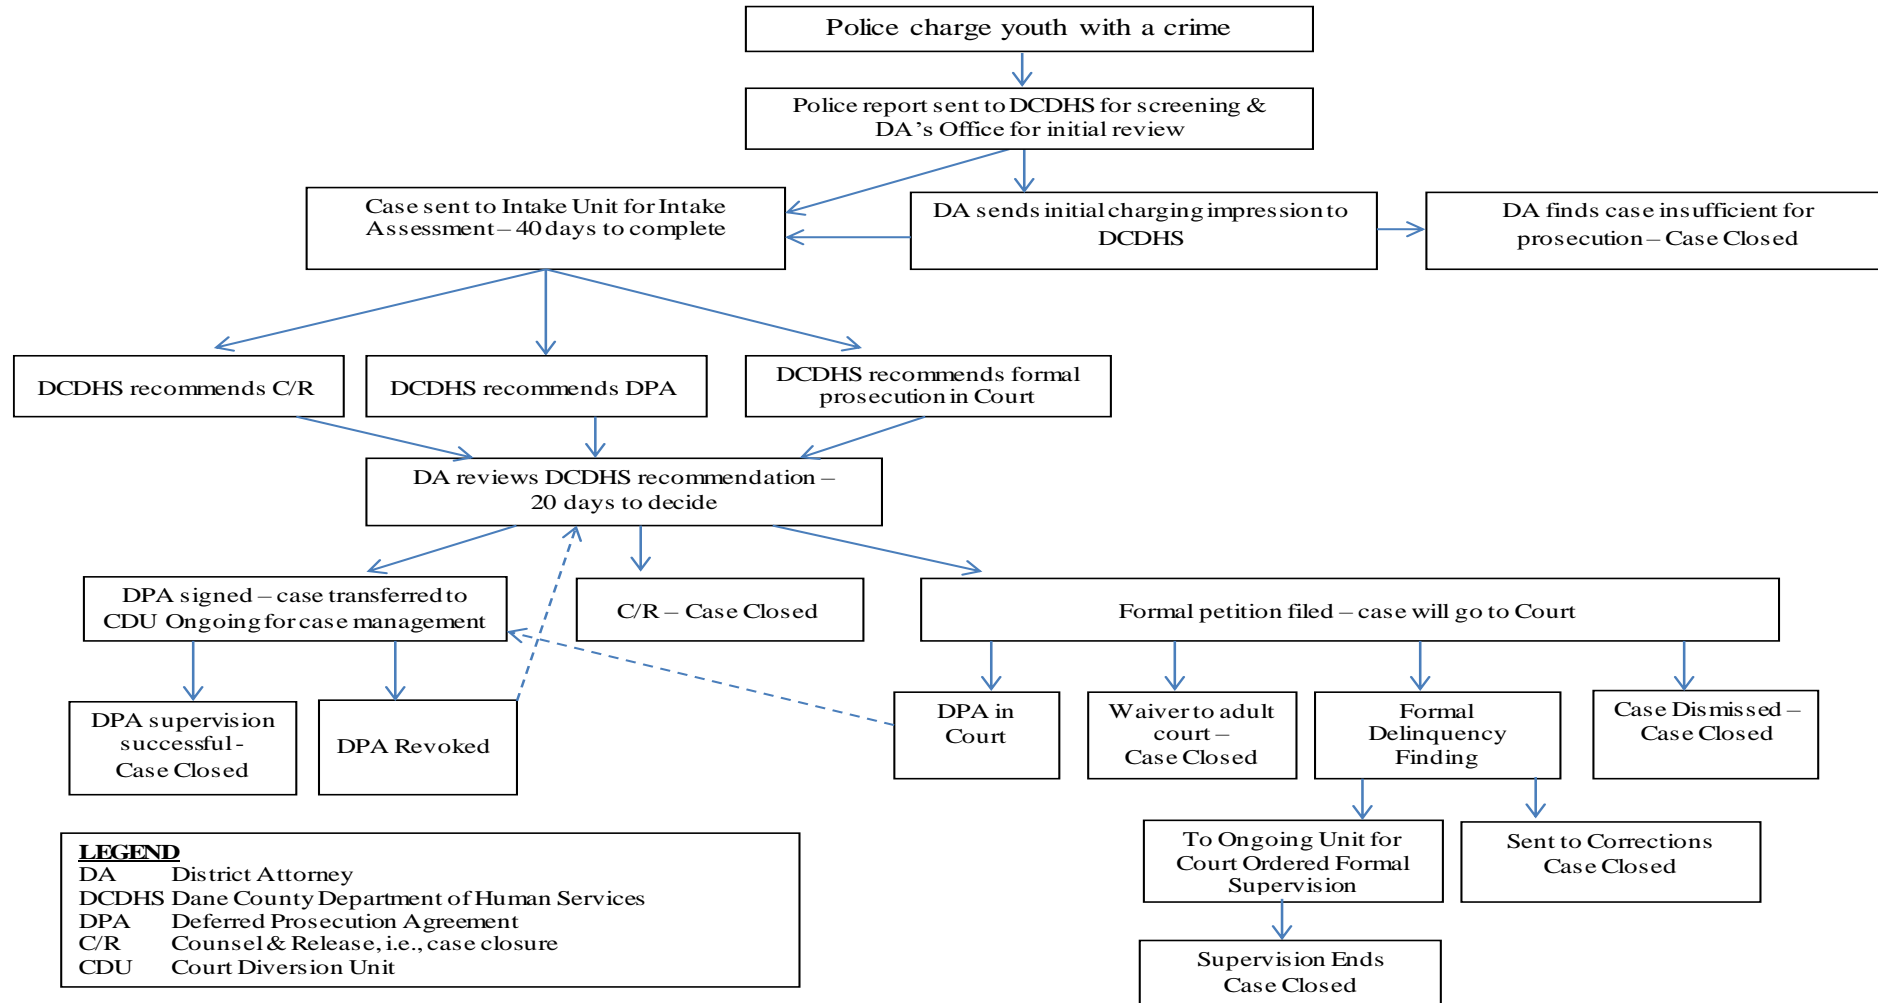 Police charge youth with a crime
Police report sent to DCDHS for screening &
DA's Office for initial review
Case sent to Intake Unit for Intake
Assessment – 40 days to complete
DA sends initial charging impression to
DCDHS
DA finds case insufficient for
prosecution – Case Closed
DCDHS recommends C/R
DCDHS recommends DPA
DCDHS recommends formal
prosecution in Court
DA reviews DCDHS recommendation –
20 days to decide
DPA signed – case transferred to
CDU Ongoing for case management
C/R – Case Closed
Formal petition filed – case will go to Court
DPA supervision
successful -
Case Closed
DPA Revoked
DPA in
Court
Waiver to adult
court –
Case Closed
Formal
Delinquency
Finding
Case Dismissed –
Case Closed
To Ongoing Unit for
Court Ordered Formal
Supervision
Sent to Corrections
Case Closed
Supervision Ends
Case Closed
LEGEND
DA District Attorney
DCDHS Dane County Department of Human Services
DPA Deferred Prosecution Agreement
C/R Counsel & Release, i.e., case closure
CDU Court Diversion Unit